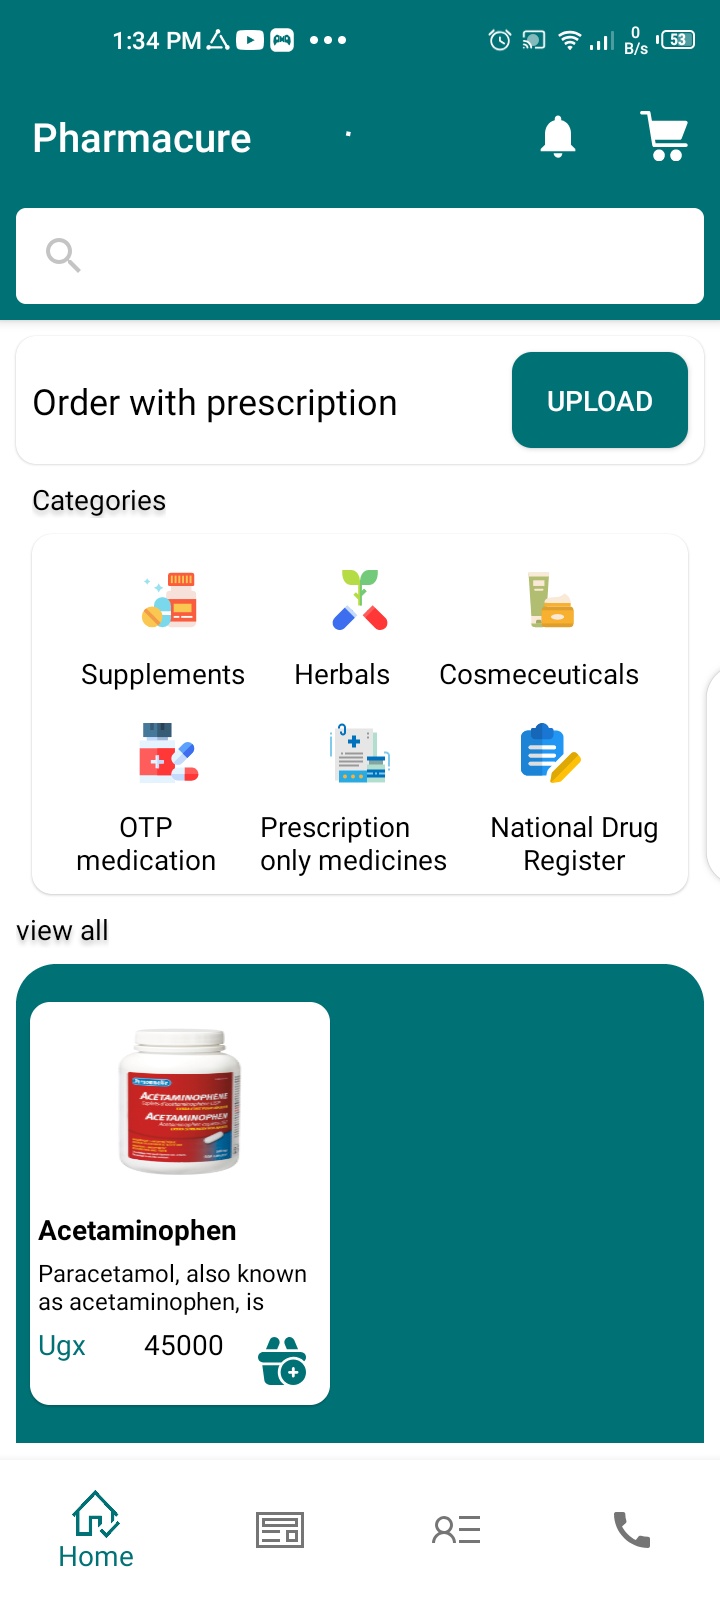 1:34 PM
0
B/s
53
Pharmacure
Order with prescription
UPLOAD
Categories
Supplements
Herbals
Cosmeceuticals
OTP
medication
Prescription
only medicines
National Drug
Register
view all
ACETAMINOPHÈNE
ACETAMINOPHEN
Acetaminophen
Paracetamol, also known
as acetaminophen, is
Ugx 45000
Home